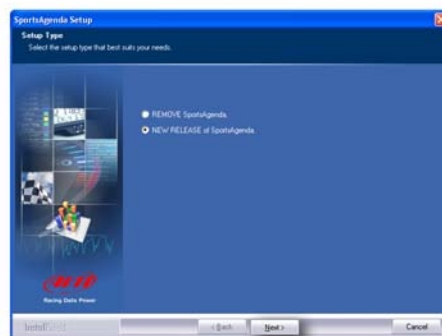 SportsAgenda Setup
Setup Type
Select the setup type that best suits your needs.
REMOVE SportsAgenda.
NEW RELEASE of SportsAgenda.
Racing Data Power
< Back
Next >
Cancel